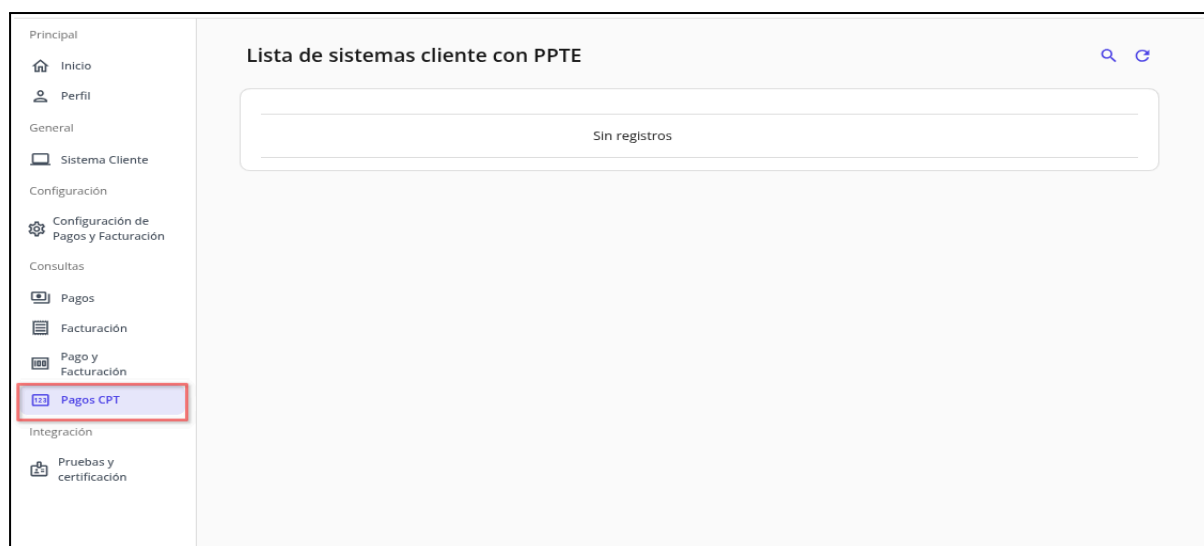 Principal
Inicio
Perfil
General
Sistema Cliente
Configuración
Configuración de
Pagos y Facturación
Consultas
Pagos
Facturación
Pago y
Facturación
123 Pagos CPT
Integración
Pruebas y
certificación
Lista de sistemas cliente con PPTE
Sin registros